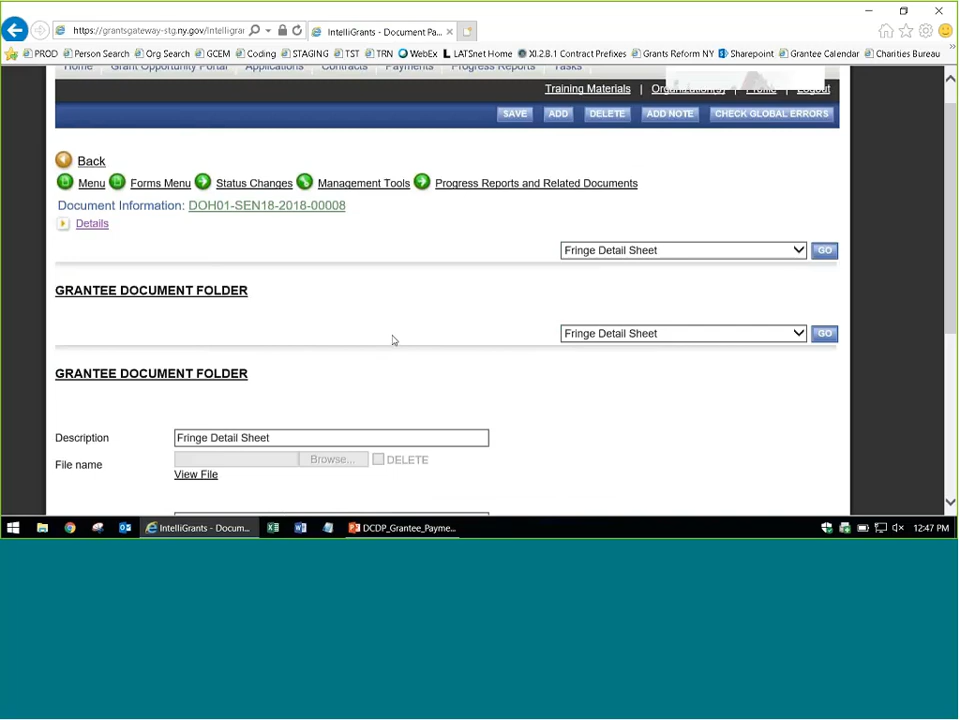 https://grantsgateway-stg.ny.gov/Intelligrar
IntelliGrants - Document Pa...
PROD Person Search Org Search GCEM Coding STAGING TST TRN WebEx LATSnet Home XI.2.8.1 Contract Prefixes Grants Reform NY Sharepoint Grantee Calendar Charities Bureau
Home Grant Opportunity Portal Applications Contracts Payments Progress Reports Tasks
Training Materials | Organization(s) | Profile | Logout
SAVE ADD DELETE ADD NOTE CHECK GLOBAL ERRORS
Back
Menu Forms Menu Status Changes Management Tools Progress Reports and Related Documents
Document Information: DOH01-SEN18-2018-00008
Details
Fringe Detail Sheet GO
GRANTEE DOCUMENT FOLDER
Fringe Detail Sheet GO
GRANTEE DOCUMENT FOLDER
Description Fringe Detail Sheet
File name Browse... DELETE
View File
IntelliGrants - Docum... DCDP_Grantee_Payme... 12:47 PM